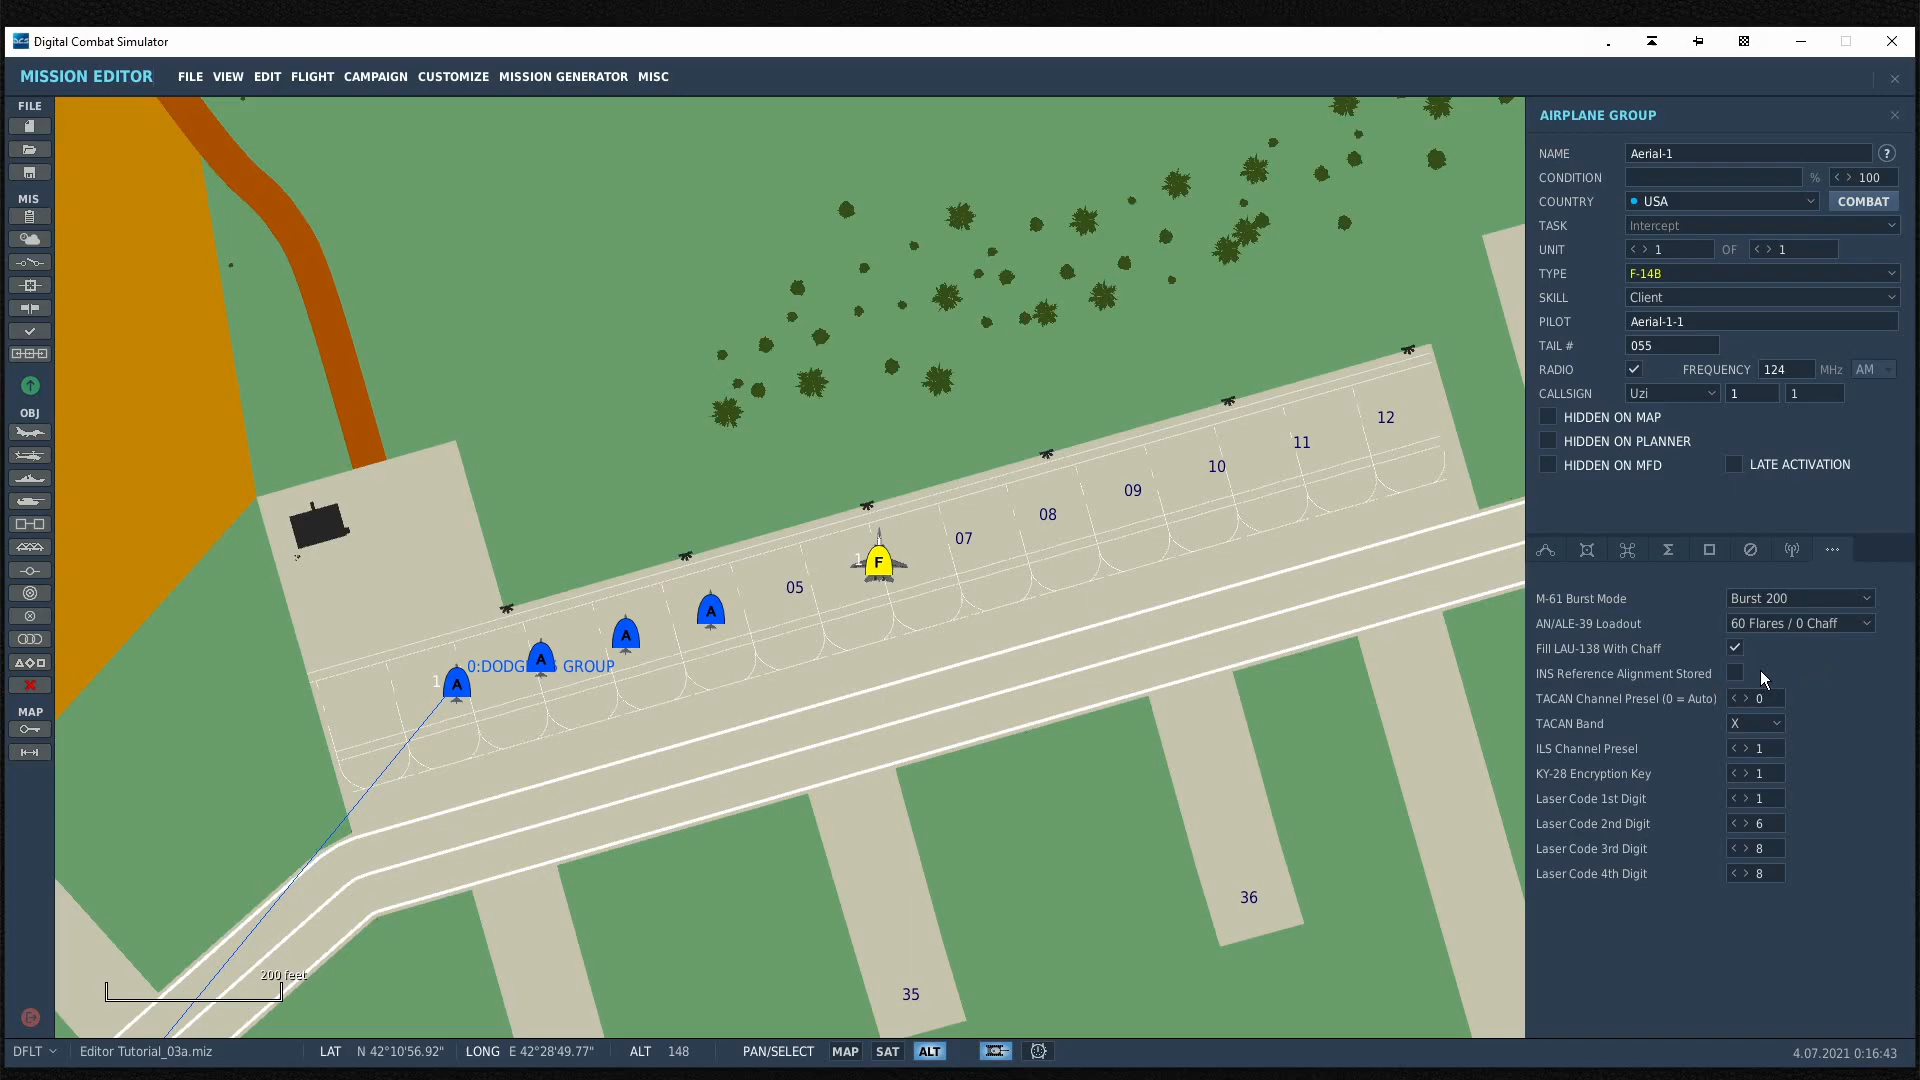 Digital Combat Simulator
MISSION EDITOR FILE VIEW EDIT FLIGHT CAMPAIGN CUSTOMIZE MISSION GENERATOR MISC
FILE
MIS
OBJ
MAP
12
11
10
09
08
07
1 F
05
A
A
0:DODG S GROUP
A
1 A
36
35
200 feet
AIRPLANE GROUP
NAME Aerial-1 ?
CONDITION % < > 100
COUNTRY USA COMBAT
TASK Intercept
UNIT < > 1 OF < > 1
TYPE F-14B
SKILL Client
PILOT Aerial-1-1
TAIL # 055
RADIO FREQUENCY 124 MHz AM
CALLSIGN Uzi 1 1
HIDDEN ON MAP
HIDDEN ON PLANNER
HIDDEN ON MFD LATE ACTIVATION
M-61 Burst Mode Burst 200
AN/ALE-39 Loadout 60 Flares / 0 Chaff
Fill LAU-138 With Chaff
INS Reference Alignment Stored
TACAN Channel Presel (0 = Auto) < > 0
TACAN Band X
ILS Channel Presel < > 1
KY-28 Encryption Key < > 1
Laser Code 1st Digit < > 1
Laser Code 2nd Digit < > 6
Laser Code 3rd Digit < > 8
Laser Code 4th Digit < > 8
DFLT Editor Tutorial_03a.miz LAT N 42°10'56.92" LONG E 42°28'49.77" ALT 148 PAN/SELECT MAP SAT ALT 4.07.2021 0:16:43